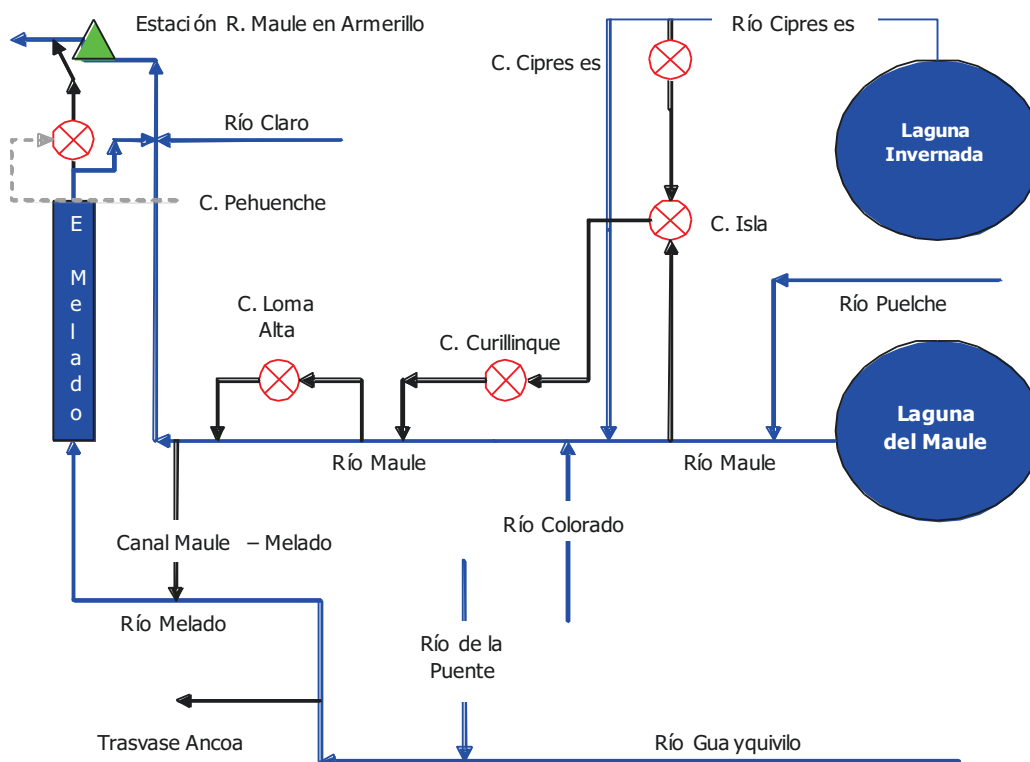 Estación R. Maule en Armerillo
Río Cipres es
C. Cipres es
Río Claro
Laguna
Invernada
C. Pehuenche
C. Isla
E Melado
Río Puelche
C. Loma
Alta
C. Curillinque
Laguna
del Maule
Río Maule
Río Maule
Río Colorado
Canal Maule – Melado
Río Melado
Río de la
Puente
Trasvase Ancoa
Río Gua yquivilo